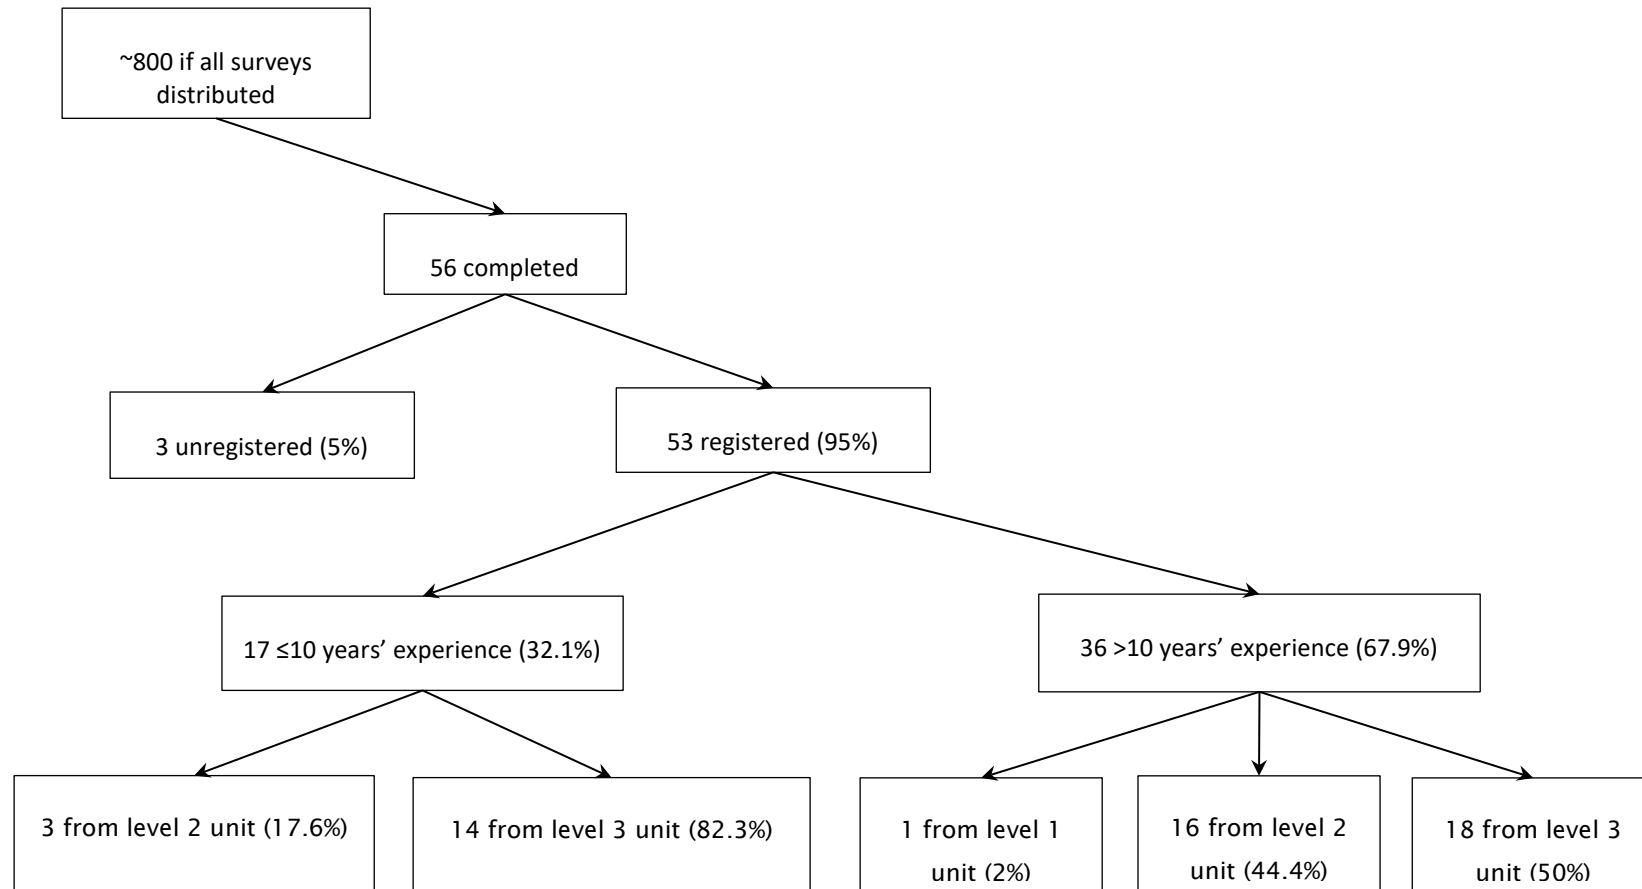 ~800 if all surveys
distributed
56 completed
3 unregistered (5%)
53 registered (95%)
17 ≤10 years’ experience (32.1%)
36 >10 years’ experience (67.9%)
3 from level 2 unit (17.6%)
14 from level 3 unit (82.3%)
1 from level 1
unit (2%)
16 from level 2
unit (44.4%)
18 from level 3
unit (50%)